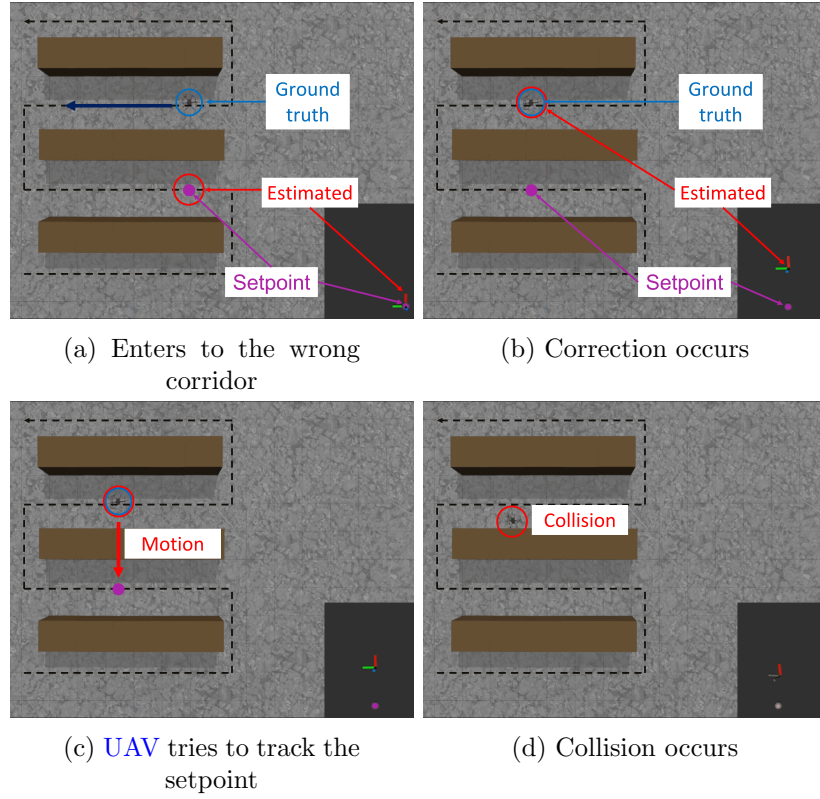 Ground
truth
Estimated
Setpoint
(a) Enters to the wrong
corridor
Ground
truth
Estimated
Setpoint
(b) Correction occurs
Motion
(c) UAV tries to track the
setpoint
Collision
(d) Collision occurs